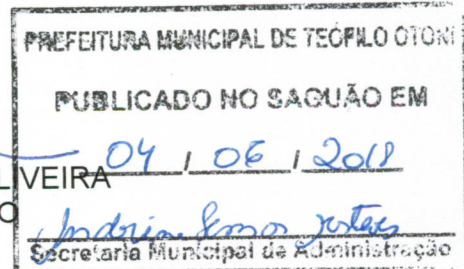 PREFEITURA MUNICIPAL DE TEÓFILO OTONI
PUBLICADO NO SAGUÃO EM
04 / 06 / 2018
LIVEIRA
O
Secretaria Municipal de Administração